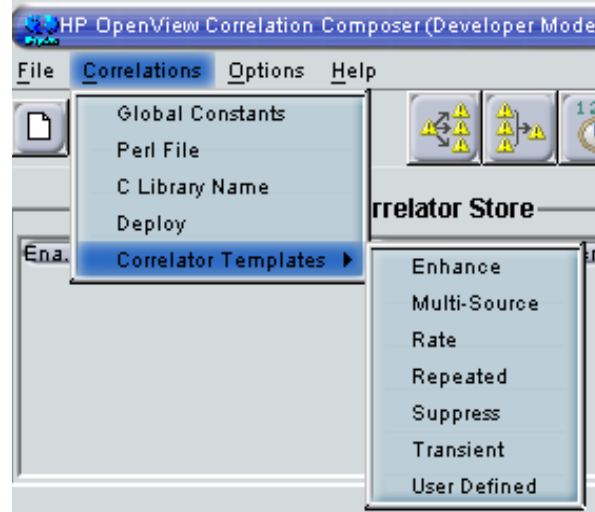 HP OpenView Correlation Composer (Developer Mode
File Correlations Options Help
Global Constants
Perl File
C Library Name
Deploy
Correlator Templates
rrelator Store
Ena.
Enhance
Multi-Source
Rate
Repeated
Suppress
Transient
User Defined